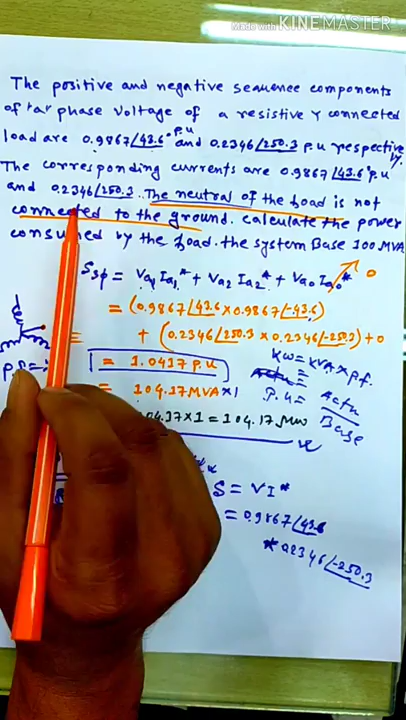 Made with KINEMASTER
The positive and negative sequence components
of 'a' phase voltage of a resistive Y connected
load are 0.9867/43.6° p.u and 0.2346/250.3 p.u respectively.
The corresponding currents are 0.9867/43.6° p.u
and 0.2346/250.3. The neutral of the load is not
connected to the ground. calculate the power
consumed by the load. the system Base 100 MVA
S3φ = Va1 Ia1* + Va2 Ia2* + Va0 Ia0* 0
= (0.9867/43.6 × 0.9867/-43.6)
+ (0.2346/250.3 × 0.2346/-250.3) + 0
= 1.0417 p.u
= 104.17 MVA × 1
04.17 × 1 = 104.17 Mw
KW = KVA × pf.
p.u = Actu
Base
S = VI*
= 0.9867/43.6
* 0.2346/-250.3